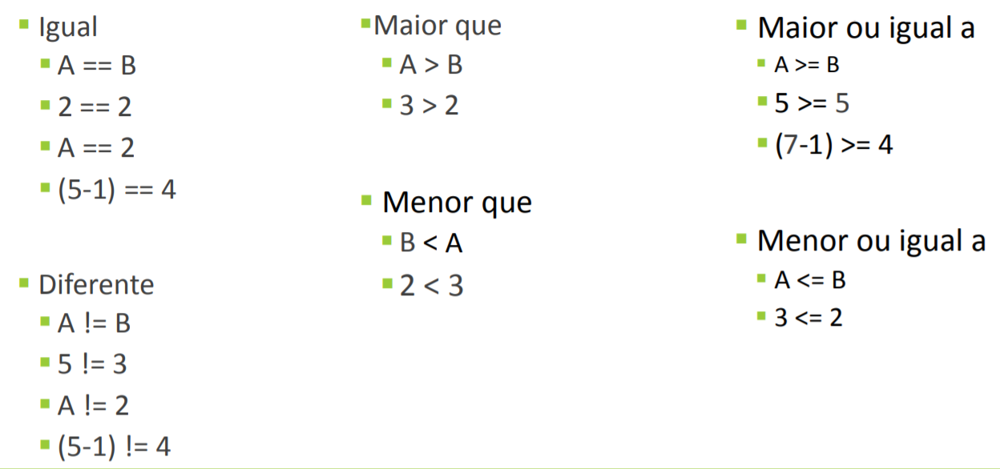 Igual
A == B
2 == 2
A == 2
(5-1) == 4
Diferente
A != B
5 != 3
A != 2
(5-1) != 4
Maior que
A > B
3 > 2
Menor que
B < A
2 < 3
Maior ou igual a
A >= B
5 >= 5
(7-1) >= 4
Menor ou igual a
A <= B
3 <= 2